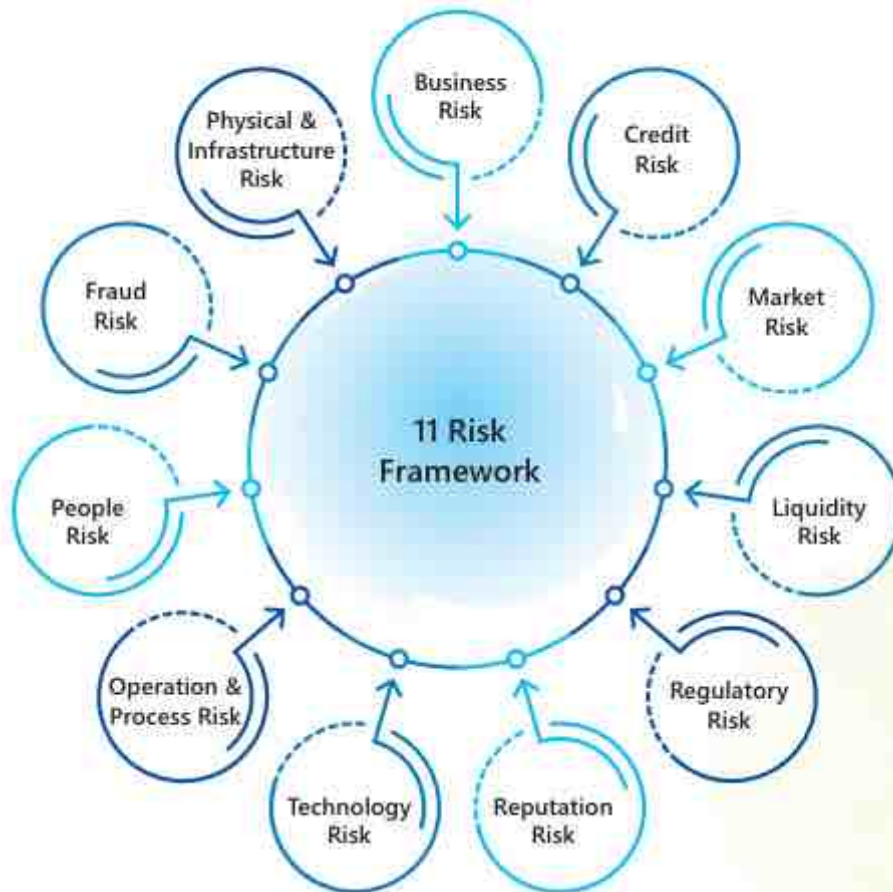 Business
Risk
Credit
Risk
Market
Risk
Liquidity
Risk
Regulatory
Risk
Reputation
Risk
Technology
Risk
Operation &
Process Risk
People
Risk
Fraud
Risk
Physical &
Infrastructure
Risk
11 Risk
Framework